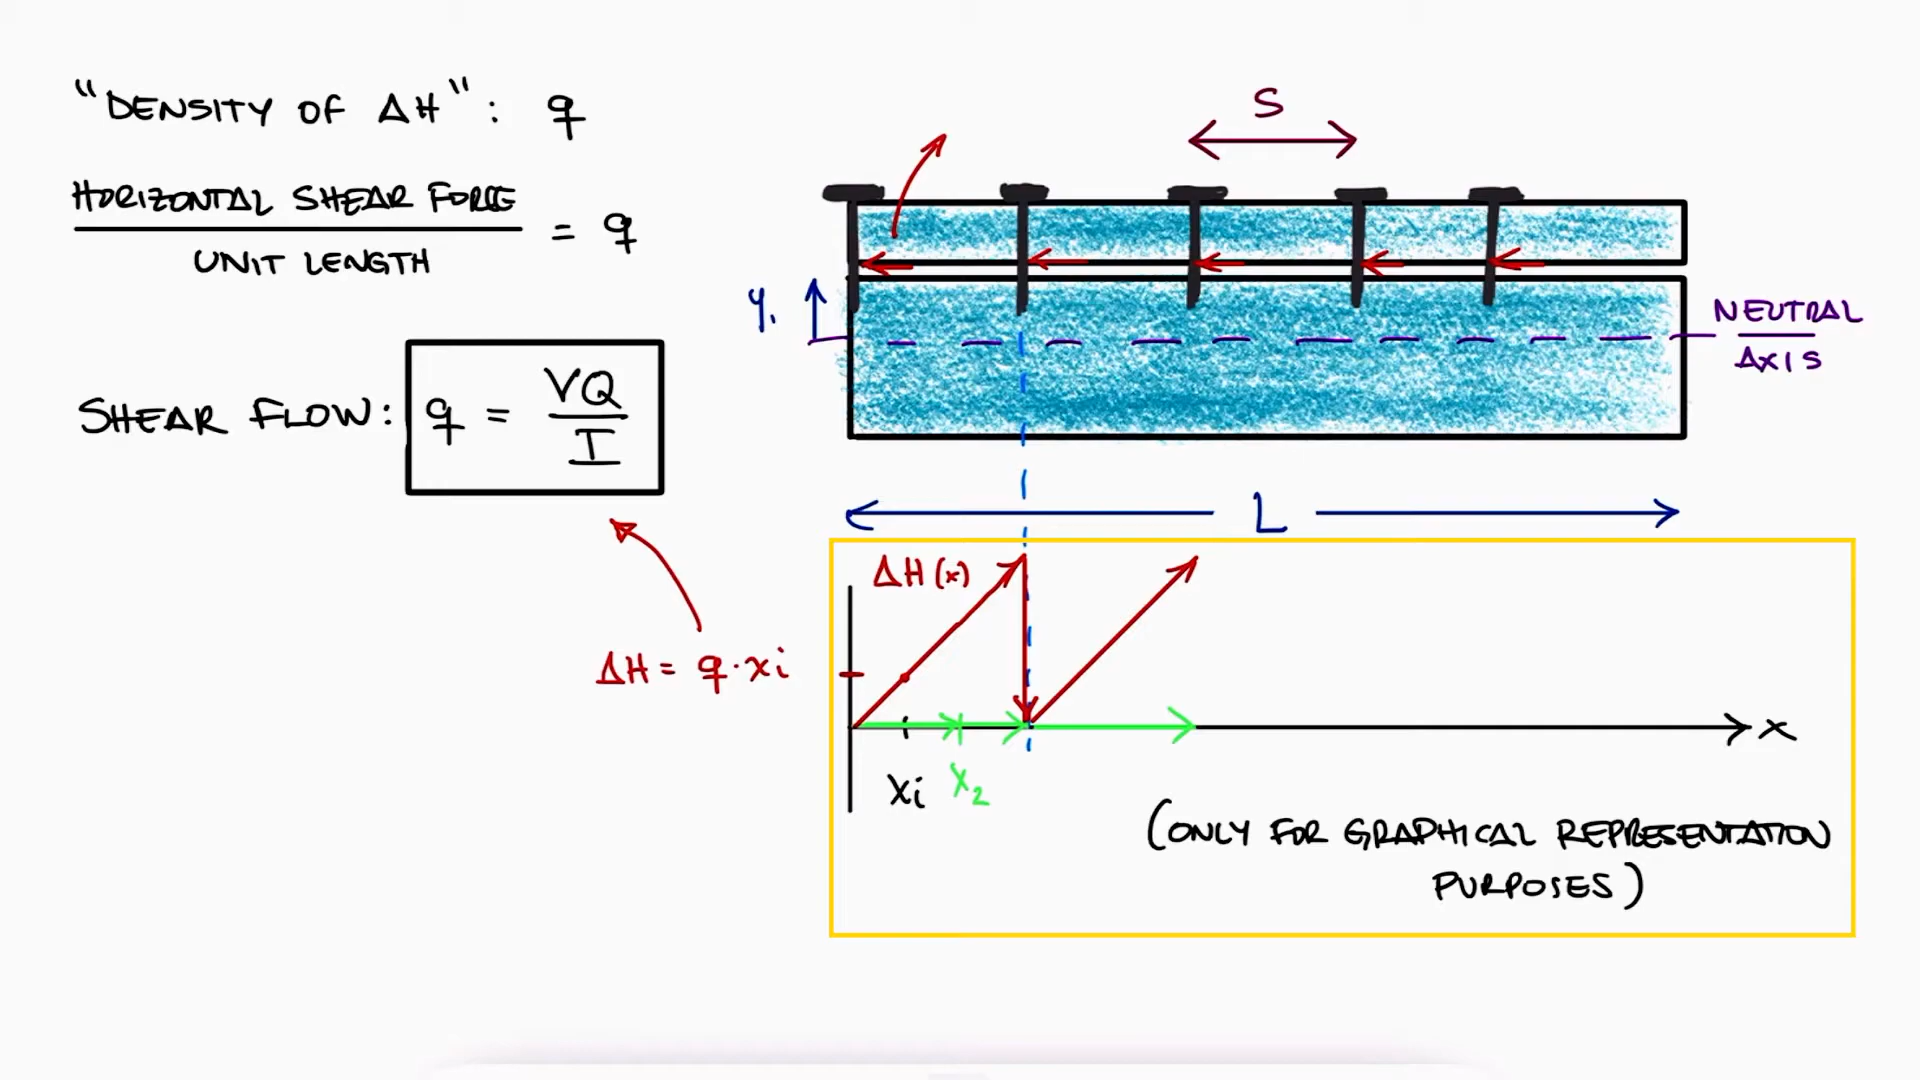 "DENSITY OF ΔH": q
HORIZONTAL SHEAR FORCE
UNIT LENGTH
= q
SHEAR FLOW: q = VQ
I
ΔH = q·xi
S
y₁
NEUTRAL
AXIS
L
ΔH(x)
x
xi x2
(ONLY FOR GRAPHICAL REPRESENTATION
PURPOSES)